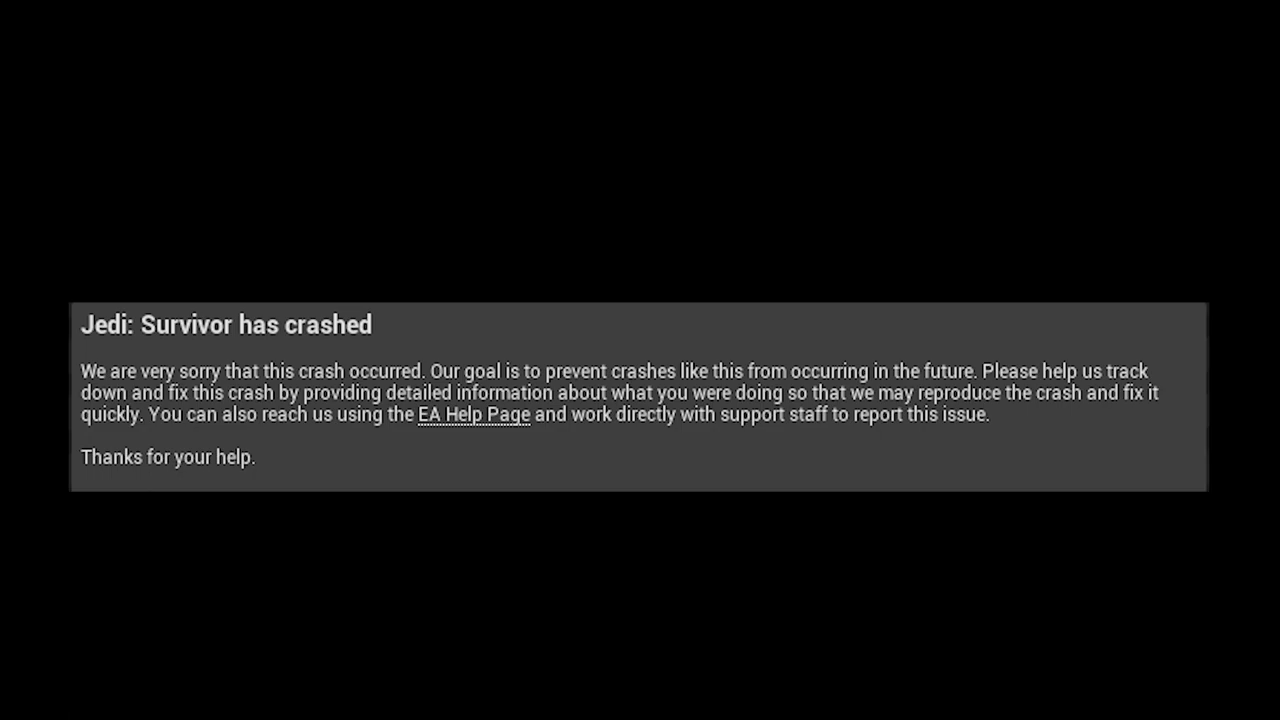 Jedi: Survivor has crashed
We are very sorry that this crash occurred. Our goal is to prevent crashes like this from occurring in the future. Please help us track
down and fix this crash by providing detailed information about what you were doing so that we may reproduce the crash and fix it
quickly. You can also reach us using the EA Help Page and work directly with support staff to report this issue.
Thanks for your help.